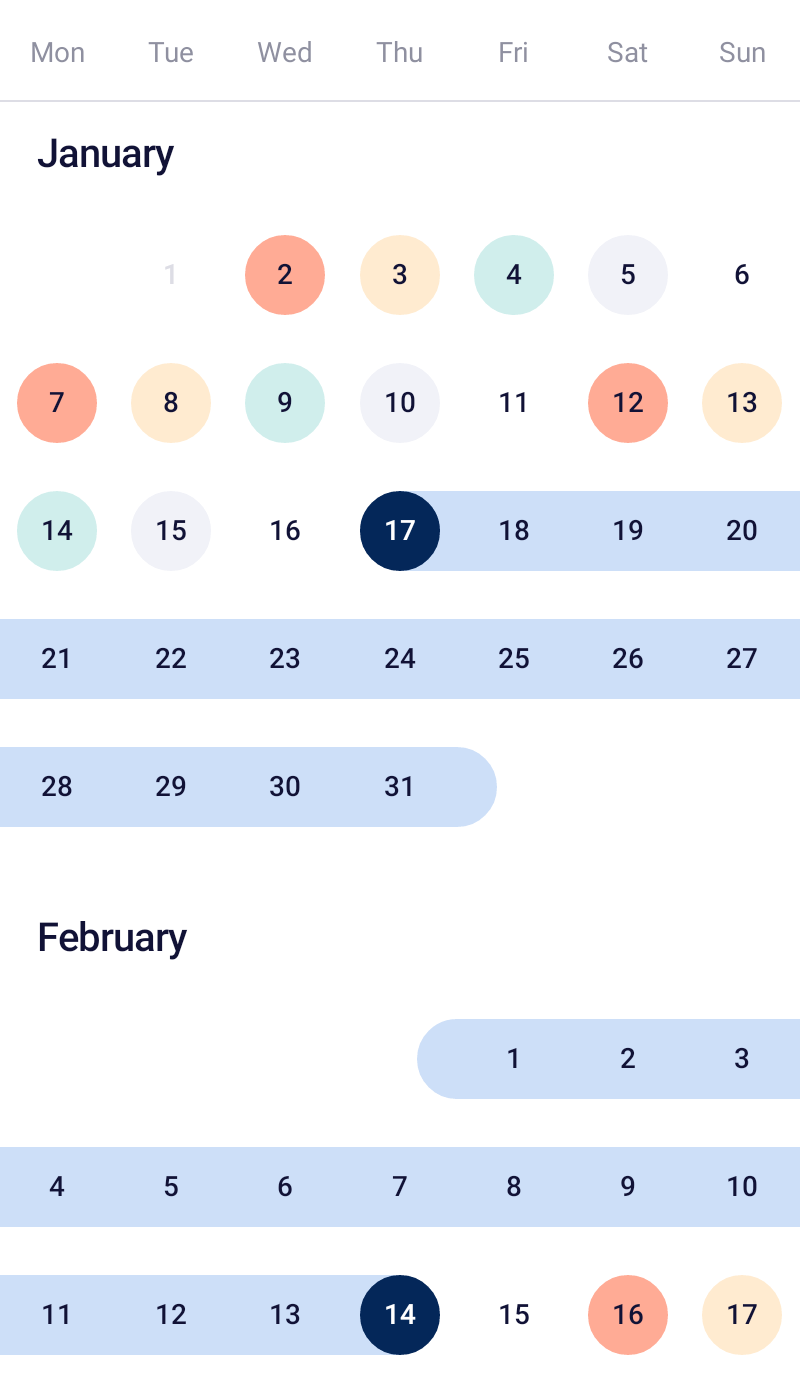 Mon Tue Wed Thu Fri Sat Sun
January
1 2 3 4 5 6
7 8 9 10 11 12 13
14 15 16 17 18 19 20
21 22 23 24 25 26 27
28 29 30 31
February
1 2 3
4 5 6 7 8 9 10
11 12 13 14 15 16 17